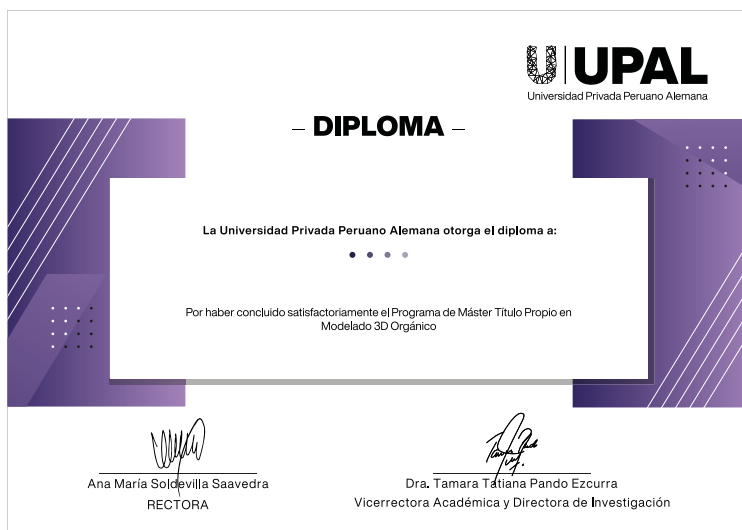 UPAL
Universidad Privada Peruano Alemana
– DIPLOMA –
La Universidad Privada Peruano Alemana otorga el diploma a:
Por haber concluido satisfactoriamente el Programa de Máster Título Propio en
Modelado 3D Orgánico
Ana María Soldevilla Saavedra
RECTORA
Dra. Tamara Tatiana Pando Ezcurra
Vicerrectora Académica y Directora de Investigación